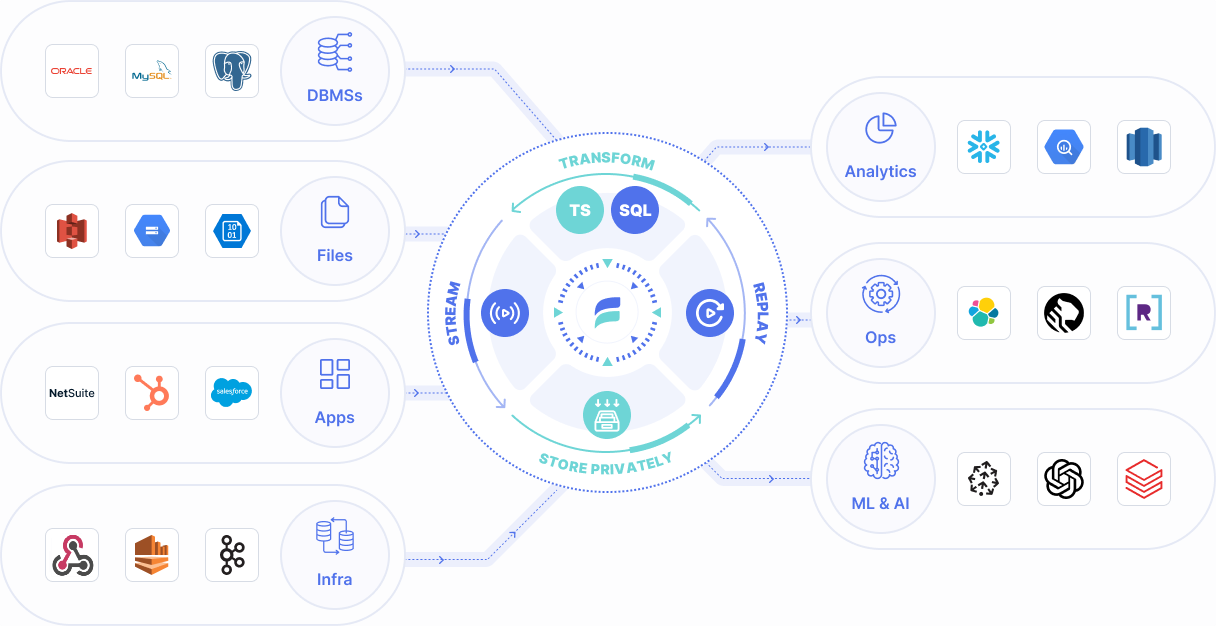 ORACLE
MySQL
DBMSs
Files
10
01
NetSuite
salesforce
Apps
Infra
TRANSFORM
TS
SQL
STREAM
REPLAY
STORE PRIVATELY
Analytics
Ops
R
ML & AI